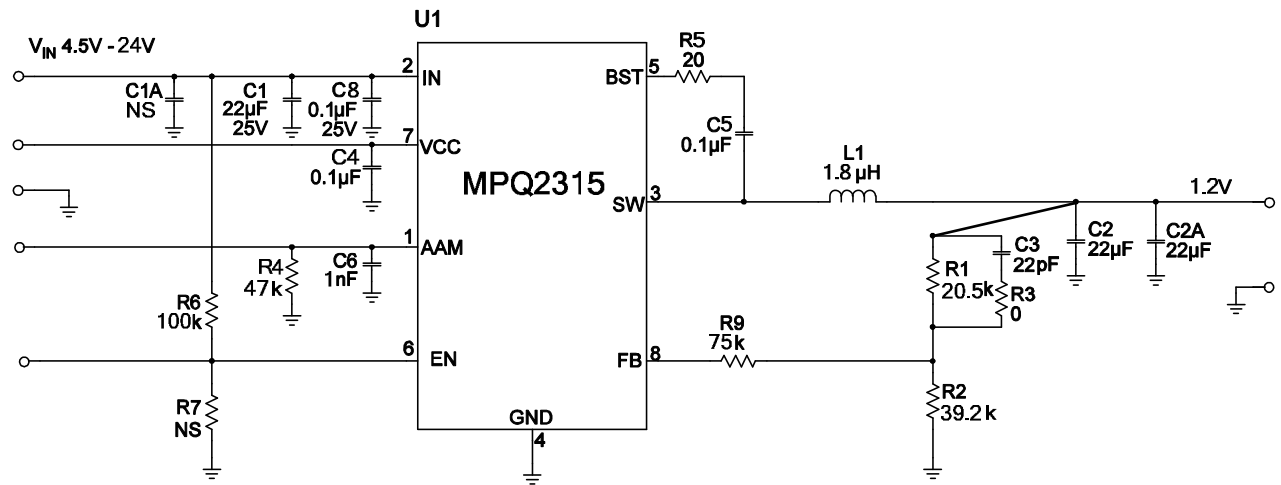 U1
VIN 4.5V - 24V
C1A
NS
C1
22µF
25V
C8
0.1µF
25V
2
IN
7
VCC
C4
0.1µF
1
AAM
R4
47k
C6
1nF
R6
100k
6
EN
R7
NS
MPQ2315
GND
4
5
BST
R5
20
C5
0.1µF
3
SW
L1
1.8 µH
1.2V
C2
22µF
C2A
22µF
C3
22pF
R1
20.5k
R3
0
R9
75k
8
FB
R2
39.2k